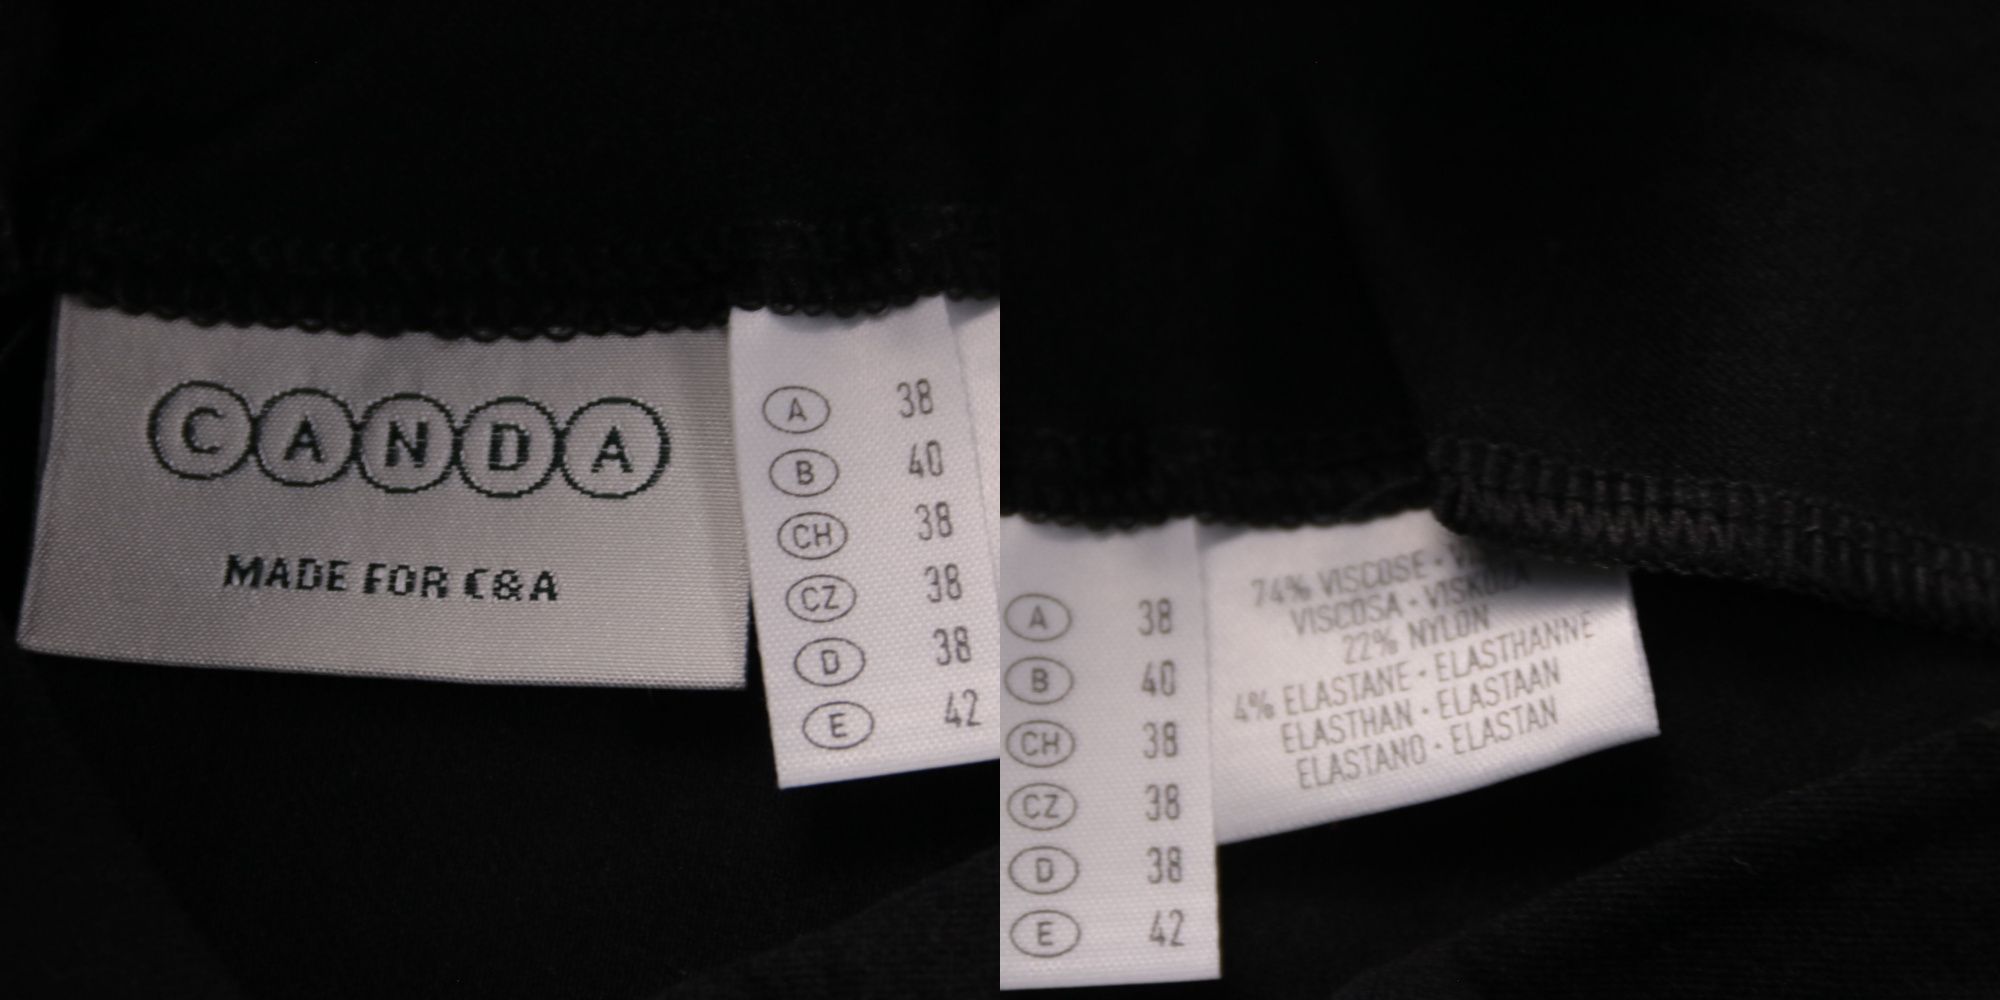 CANDA
MADE FOR C&A
A 38
B 40
CH 38
CZ 38
D 38
E 42
A 38
B 40
CH 38
CZ 38
D 38
E 42
74% VISCOSE ·
VISCOSA · VISKOZA
22% NYLON
4% ELASTANE · ELASTHANNE
ELASTHAN · ELASTAAN
ELASTANO · ELASTAN